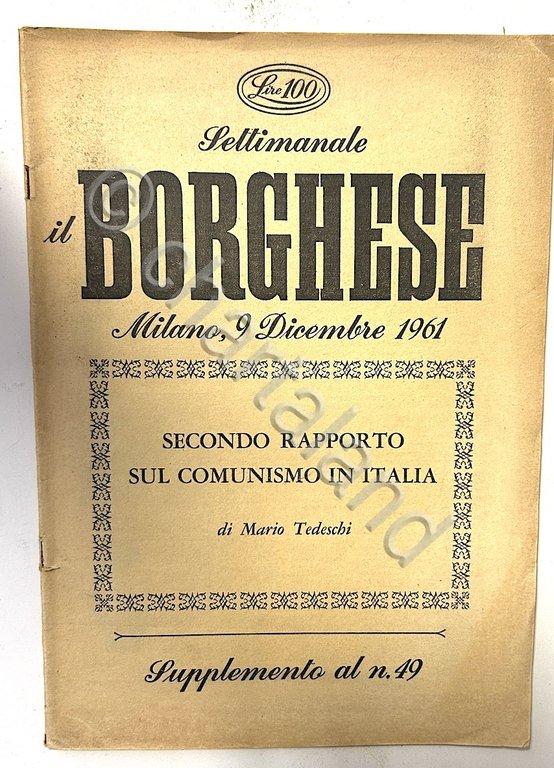 Lire 100
Settimanale
il BORGHESE
Milano, 9 Dicembre 1961
SECONDO RAPPORTO
SUL COMUNISMO IN ITALIA
di Mario Tedeschi
Supplemento al n. 49
© chartaland